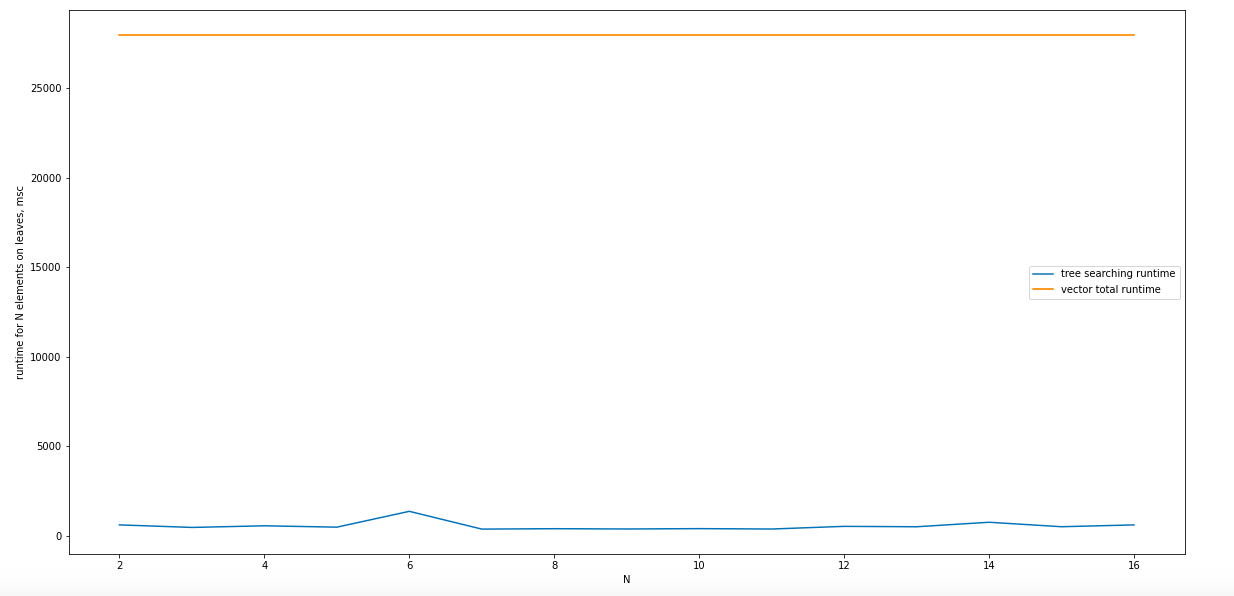 25000
20000
15000
10000
5000
0
runtime for N elements on leaves, msc
tree searching runtime
vector total runtime
2 4 6 8 10 12 14 16
N